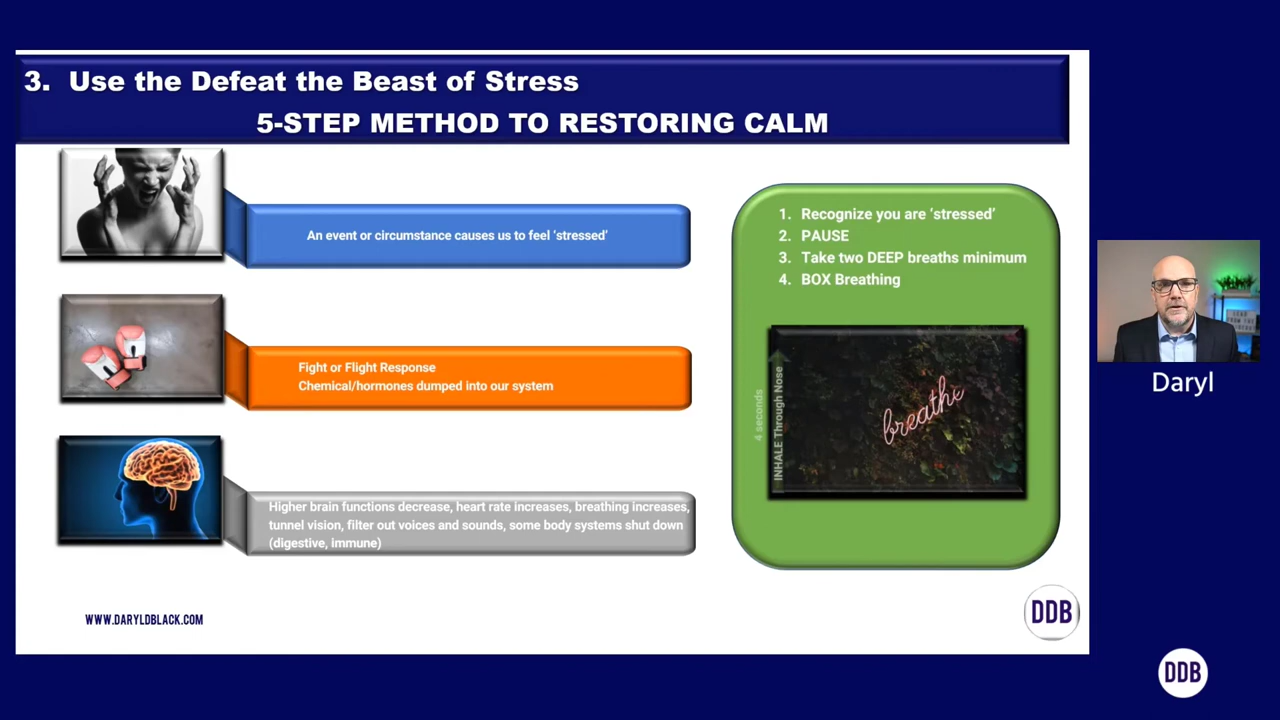 3. Use the Defeat the Beast of Stress
5-STEP METHOD TO RESTORING CALM
An event or circumstance causes us to feel ‘stressed’
Fight or Flight Response
Chemical/hormones dumped into our system
Higher brain functions decrease, heart rate increases, breathing increases,
tunnel vision, filter out voices and sounds, some body systems shut down
(digestive, immune)
1. Recognize you are ‘stressed’
2. PAUSE
3. Take two DEEP breaths minimum
4. BOX Breathing
4 seconds
INHALE Through Nose
breathe
WWW.DARYLDBLACK.COM
DDB
Daryl
DDB